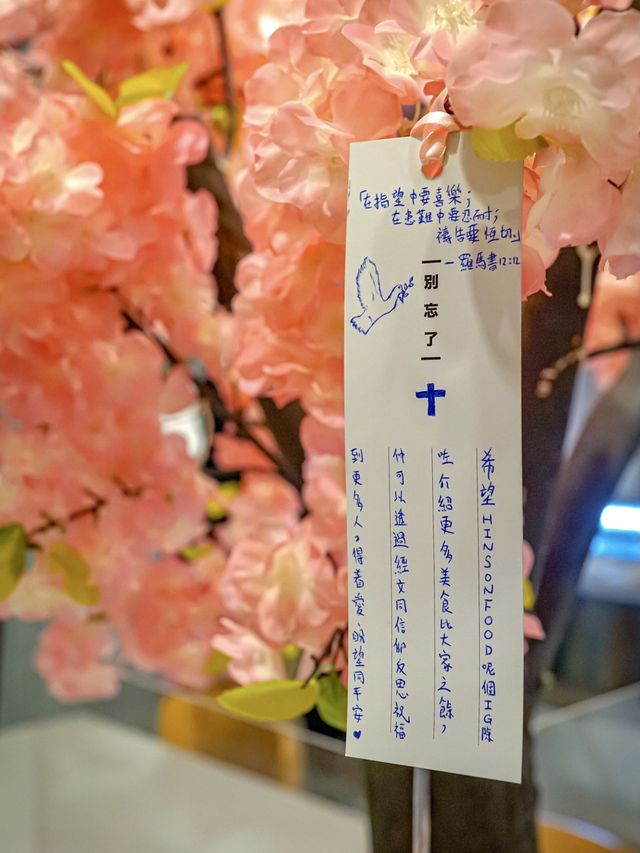 「在指望中要喜樂；
在患難中要忍耐；
禱告要恆切」
—羅馬書12:12
—別忘了—
希望HINSONFOOD呢個IG除
咗介紹更多美食比大家之餘，
仲可以透過經文同信仰反思祝福
到更多人，得着愛、盼望同平安♥